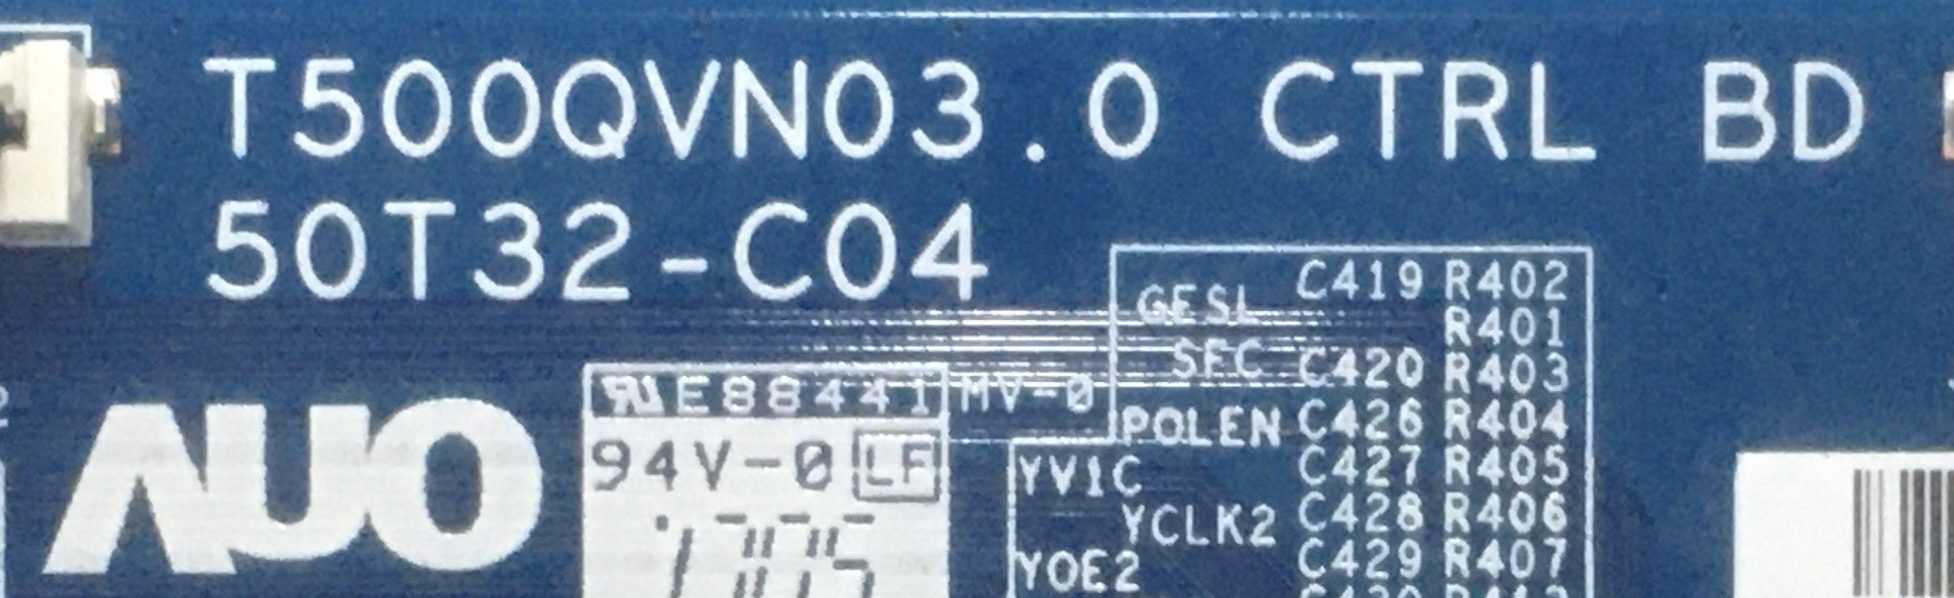 T500QVN03.0 CTRL BD
50T32-C04
AUO
E88441
MV-0
94V-0 LF
GESL
SFC
POLEN
YV1C
YCLK2
YOE2
C419 R402
R401
C420 R403
C426 R404
C427 R405
C428 R406
C429 R407